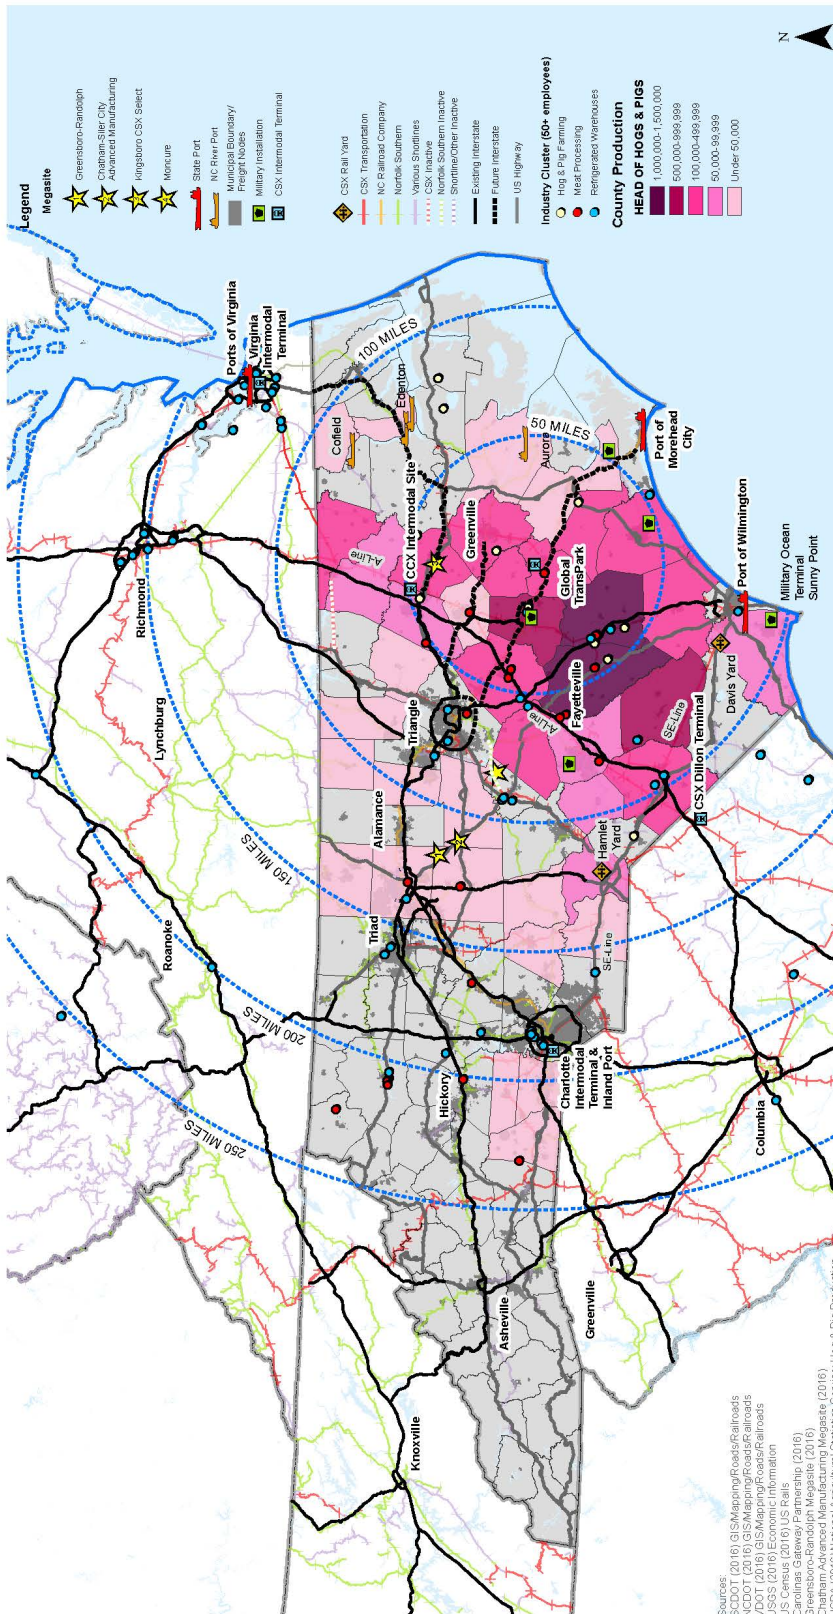 Legend
Megasite
Greensboro-Randolph
Chatham-Siler City
Advanced Manufacturing
Kingsboro CSX Select
Moncure
State Port
NC River Port
Municipal Boundary/
Freight Nodes
Military Installation
CSX Intermodal Terminal
CSX Rail Yard
CSX Transportation
NC Railroad Company
Norfolk Southern
Various Shortlines
CSX Inactive
Norfolk Southern Inactive
Shortline/Other Inactive
Existing Interstate
Future Interstate
US Highway
Industry Cluster (50+ employees)
Hog & Pig Farming
Meat Processing
Refrigerated Warehouses
County Production
HEAD OF HOGS & PIGS
1,000,000-1,500,000
500,000-999,999
100,000-499,999
50,000-99,999
Under 50,000
N
Ports of Virginia
Virginia
Intermodal
Terminal
Richmond
Lynchburg
Roanoke
Knoxville
Asheville
Greenville
Columbia
Hickory
Charlotte
Intermodal
Terminal &
Inland Port
Triad
Alamance
Triangle
A-Line
CCX Intermodal Site
Greenville
Cofield
Edenton
Aurora
Global
TransPark
Fayetteville
A-Line
SE-Line
SE-Line
Hamlet
Yard
CSX Dillon Terminal
Davis Yard
Port of Wilmington
Military Ocean
Terminal
Sunny Point
Port of
Morehead
City
50 MILES
100 MILES
150 MILES
200 MILES
250 MILES
Sources:
SCDOT (2016) GIS/Mapping/Roads/Railroads
NCDOT (2016) GIS/Mapping/Roads/Railroads
VDOT (2016) GIS/Mapping/Roads/Railroads
USGS (2016) Economic Information
US Census (2016) US Rails
Carolinas Gateway Partnership (2016)
Greensboro-Randolph Megasite (2016)
Chatham Advanced Manufacturing Megasite (2016)